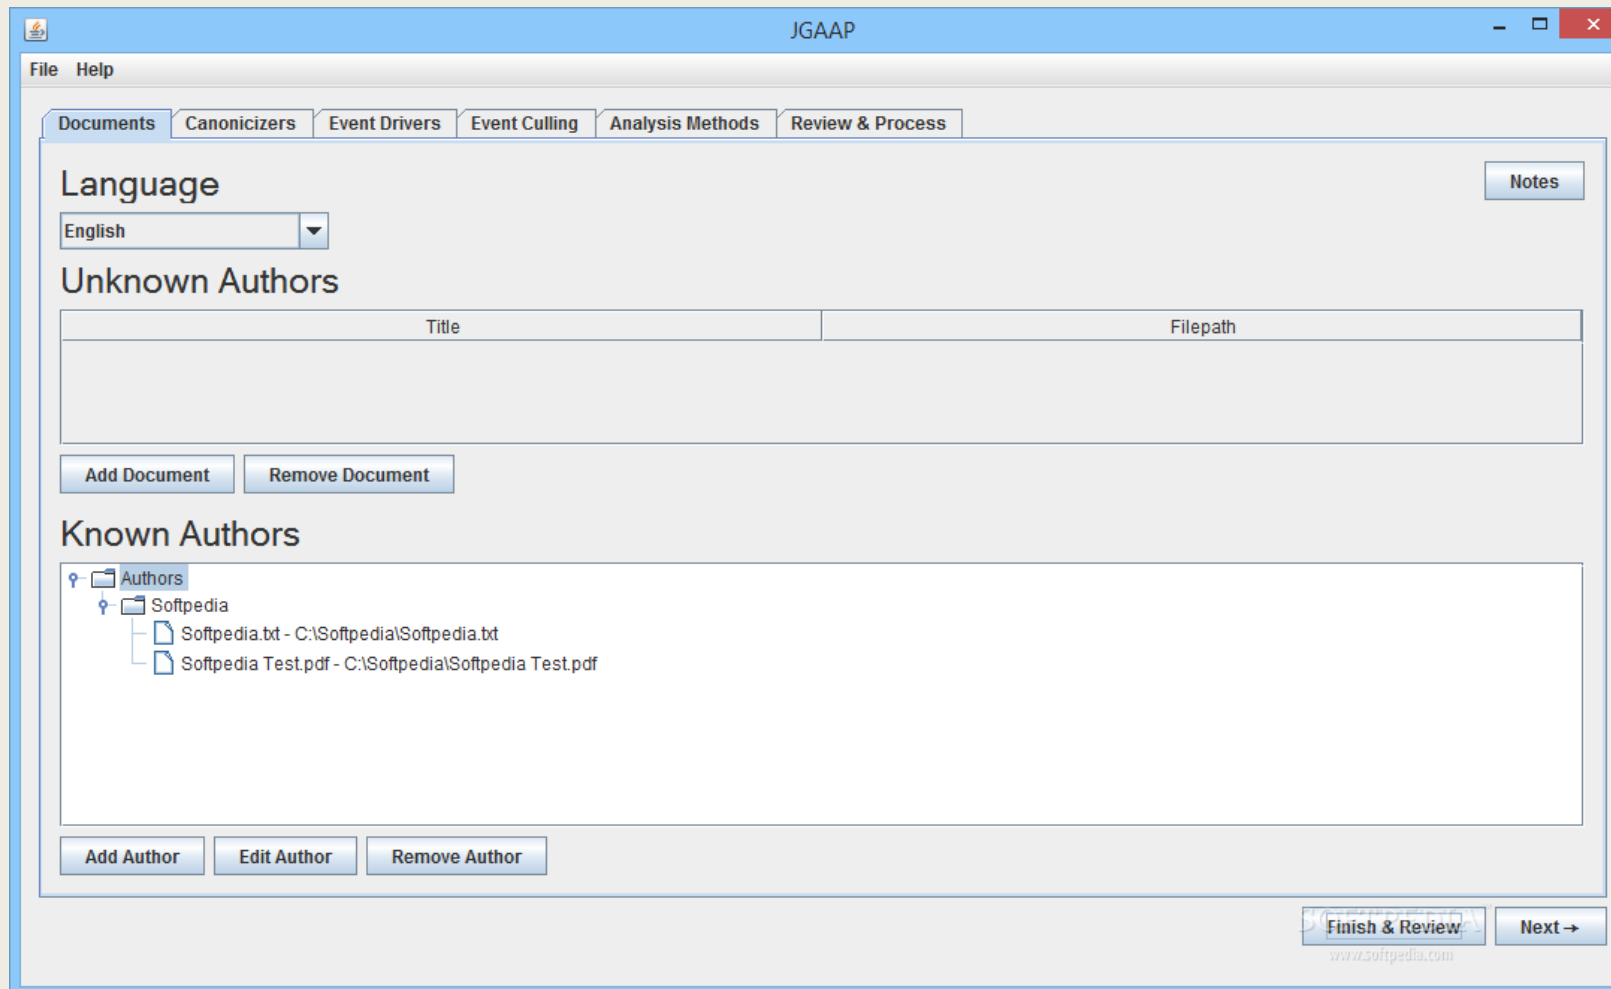 JGAAP
File Help
Documents Canonicizers Event Drivers Event Culling Analysis Methods Review & Process
Language
Notes
English
Unknown Authors
Title Filepath
Add Document Remove Document
Known Authors
Authors
Softpedia
Softpedia.txt - C:\Softpedia\Softpedia.txt
Softpedia Test.pdf - C:\Softpedia\Softpedia Test.pdf
Add Author Edit Author Remove Author
SOFTPEDIA
Finish & Review Next→
www.softpedia.com